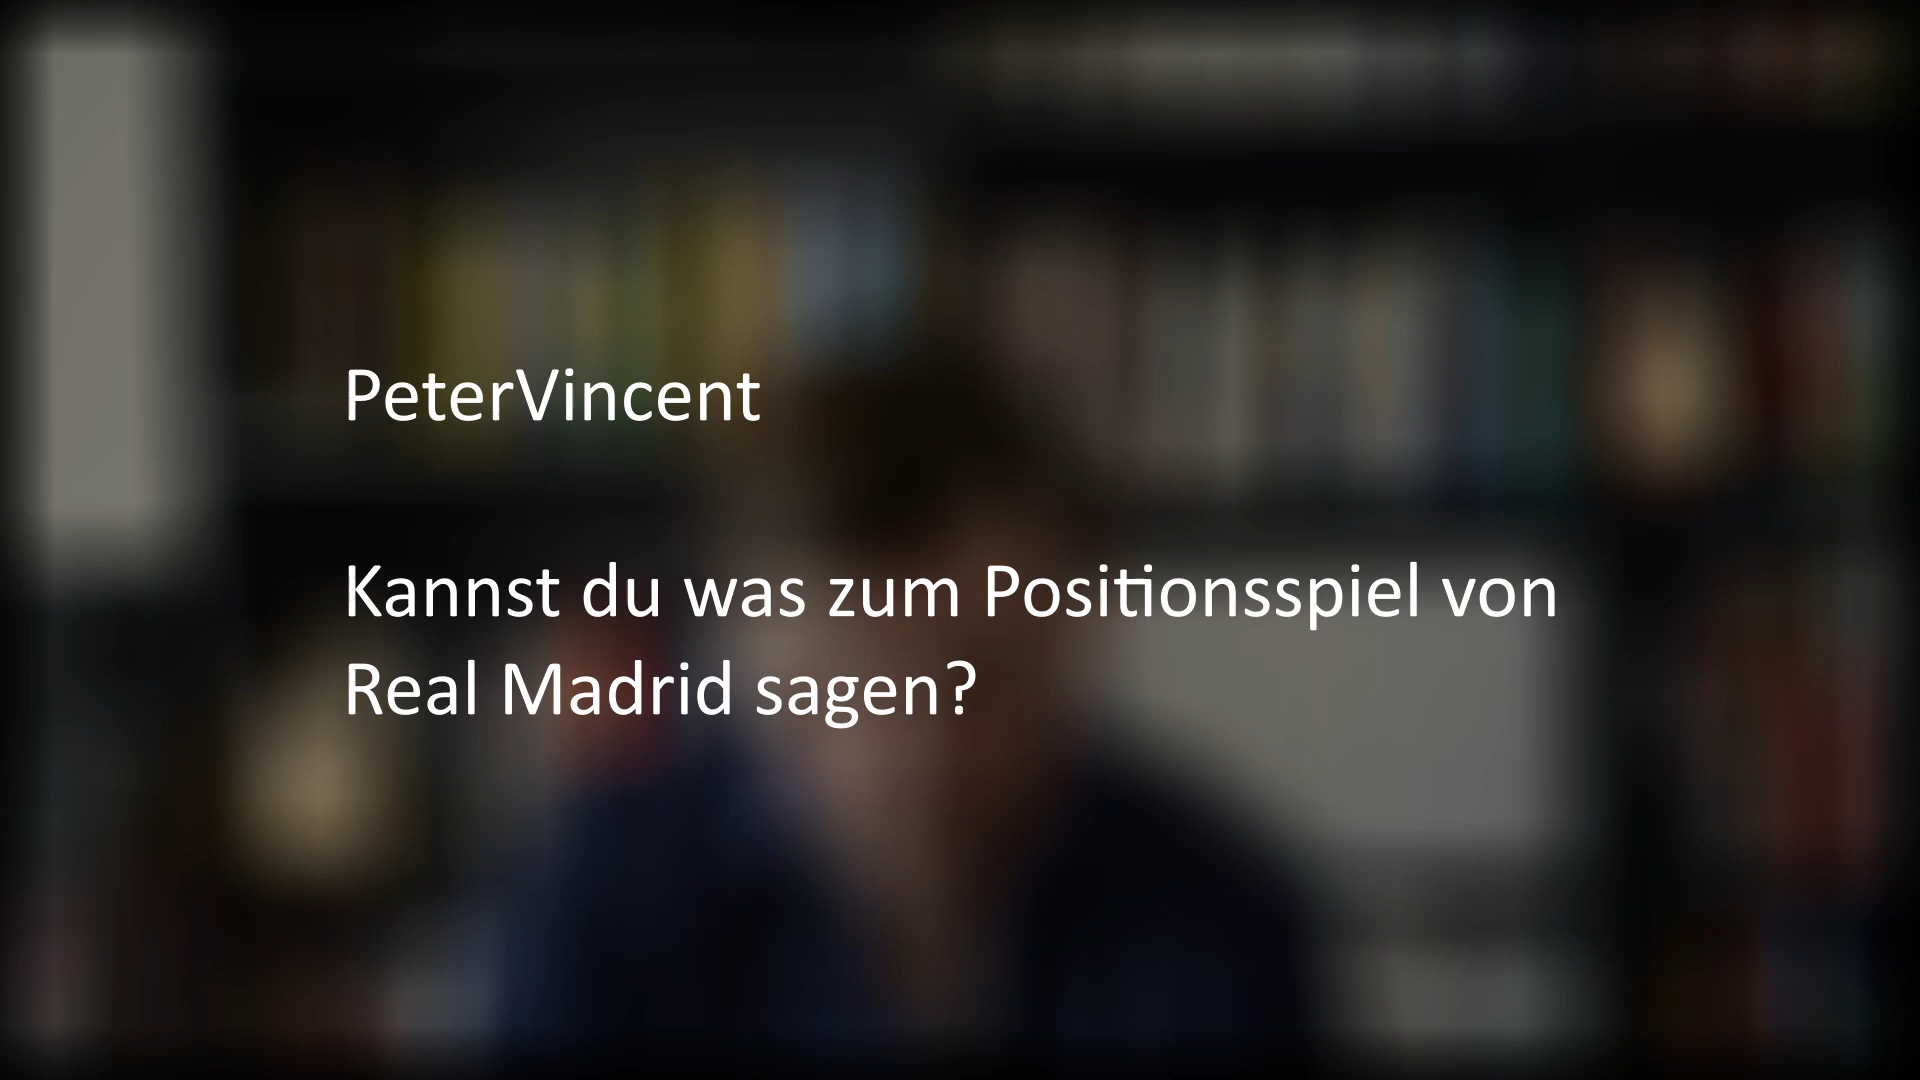 PeterVincent
Kannst du was zum Positionsspiel von
Real Madrid sagen?